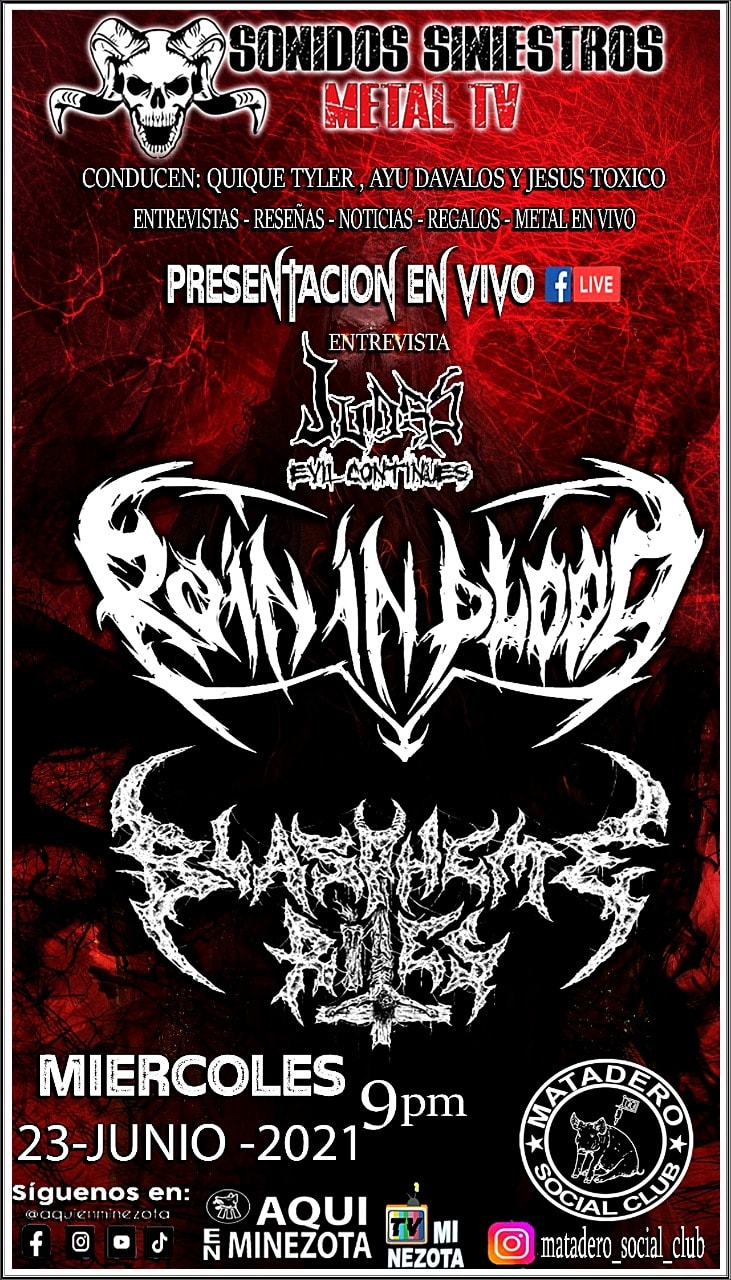 SONIDOS SINIESTROS
METAL TV
CONDUCEN: QUIQUE TYLER , AYU DAVALOS Y JESUS TOXICO
ENTREVISTAS - RESEÑAS - NOTICIAS - REGALOS - METAL EN VIVO
PRESENTACION EN VIVO f LIVE
ENTREVISTA
JUDAS
EVIL CONTINUES
Rain in Blood
BLASPHEME
RITES
MIERCOLES 9pm
23-JUNIO -2021
MATADERO
SOCIAL CLUB
Síguenos en:
@aquienminezota
AQUI
EN MINEZOTA
TV MI
NEZOTA
matadero_social_club